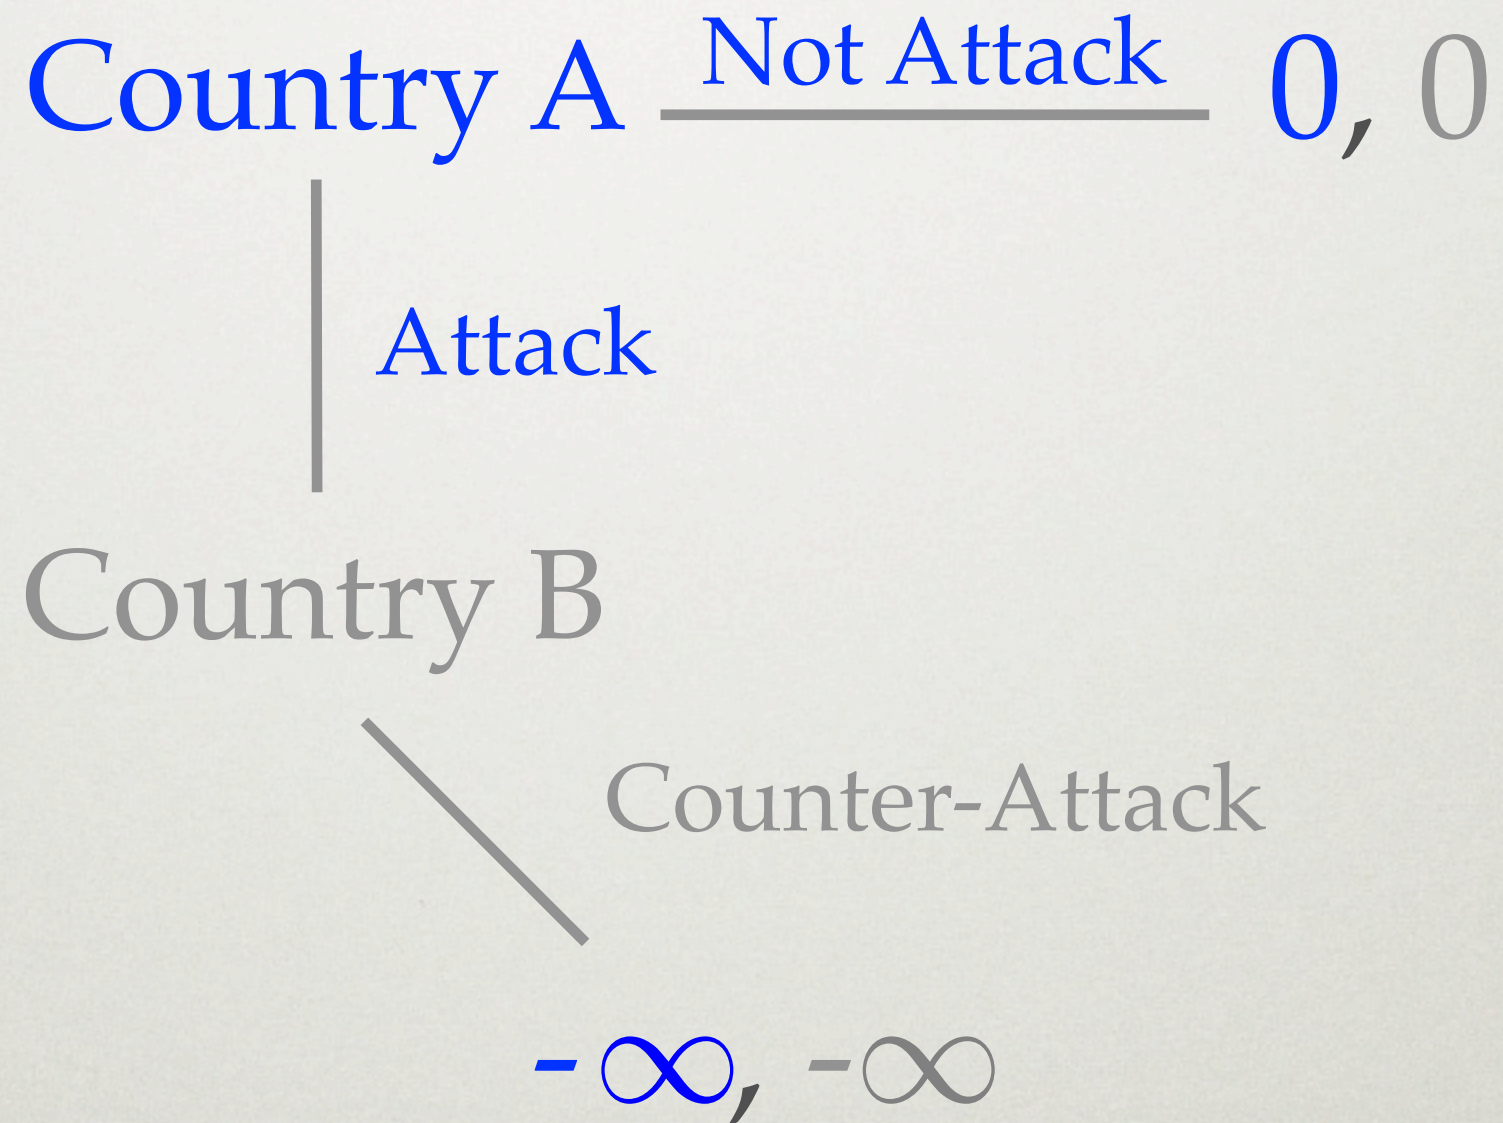 Country A Not Attack 0, 0
Attack
Country B
Counter-Attack
-∞, -∞